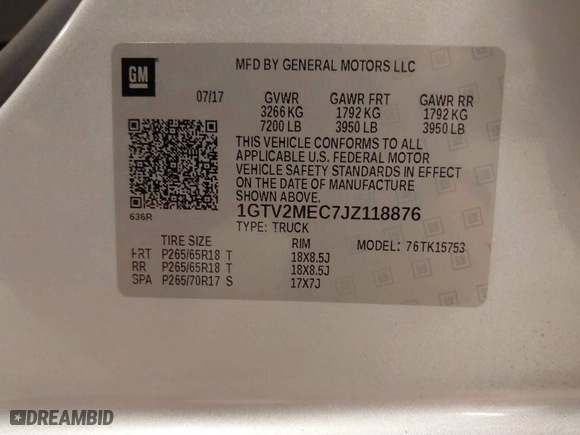 GM
MFD BY GENERAL MOTORS LLC
07/17 GVWR GAWR FRT GAWR RR
3266 KG 1792 KG 1792 KG
7200 LB 3950 LB 3950 LB
THIS VEHICLE CONFORMS TO ALL
APPLICABLE U.S. FEDERAL MOTOR
VEHICLE SAFETY STANDARDS IN EFFECT
ON THE DATE OF MANUFACTURE
SHOWN ABOVE.
636R
1GTV2MEC7JZ118876
TYPE: TRUCK
TIRE SIZE RIM MODEL: 76TK15753
FRT P265/65R18 T 18X8.5J
RR P265/65R18 T 18X8.5J
SPA P265/70R17 S 17X7J
DREAMBID